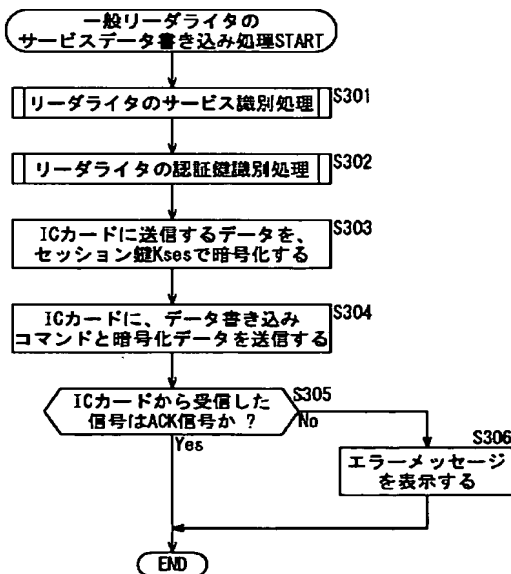 一般リーダライタの
サービスデータ書き込み処理START
リーダライタのサービス識別処理
S301
リーダライタの認証鍵識別処理
S302
ICカードに送信するデータを、
セッション鍵Ksesで暗号化する
S303
ICカードに、データ書き込み
コマンドと暗号化データを送信する
S304
ICカードから受信した
信号はACK信号か ?
S305
No
Yes
S306
エラーメッセージ
を表示する
END